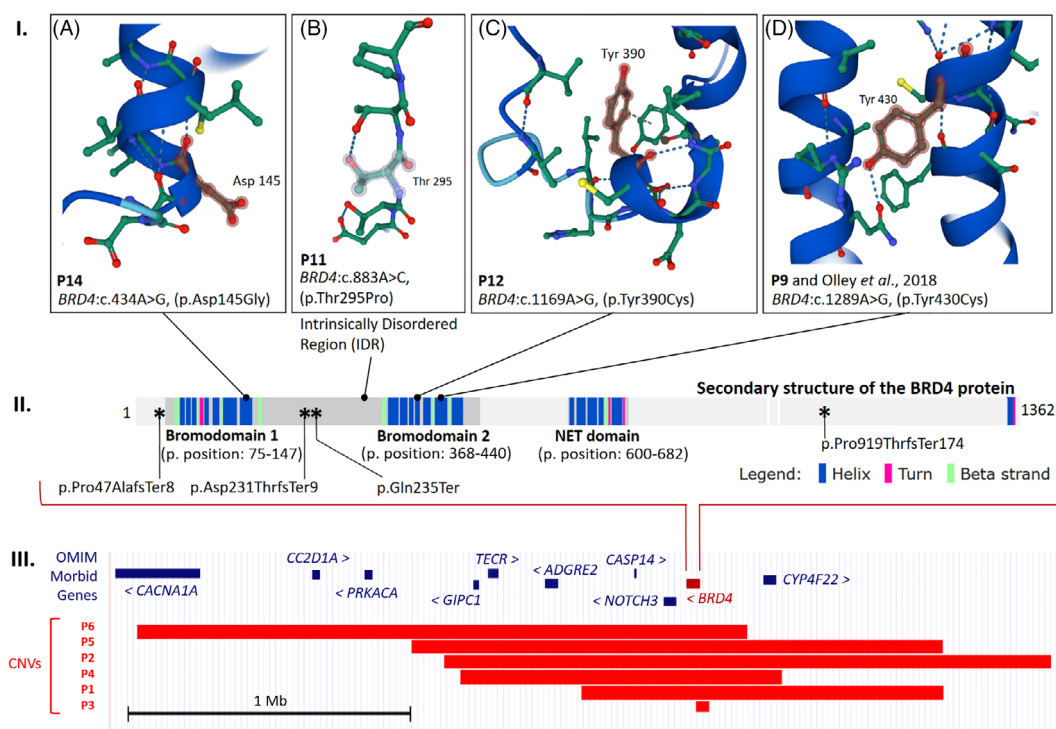 I.
(A)
Asp 145
P14
BRD4:c.434A>G, (p.Asp145Gly)
(B)
Thr 295
P11
BRD4:c.883A>C,
(p.Thr295Pro)
Intrinsically Disordered
Region (IDR)
(C)
Tyr 390
P12
BRD4:c.1169A>G, (p.Tyr390Cys)
(D)
Tyr 430
P9 and Olley et al., 2018
BRD4:c.1289A>G, (p.Tyr430Cys)
II.
Secondary structure of the BRD4 protein
1
* * * *
1362
Bromodomain 1
(p. position: 75-147)
Bromodomain 2
(p. position: 368-440)
NET domain
(p. position: 600-682)
p.Pro919ThrfsTer174
p.Pro47AlafsTer8
p.Asp231ThrfsTer9
p.Gln235Ter
Legend: Helix Turn Beta strand
III.
OMIM
Morbid
Genes
< CACNA1A
CC2D1A >
< PRKACA
< GIPC1
TECR >
< ADGRE2
CASP14 >
< NOTCH3
< BRD4
CYP4F22 >
CNVs
P6
P5
P2
P4
P1
P3
1 Mb